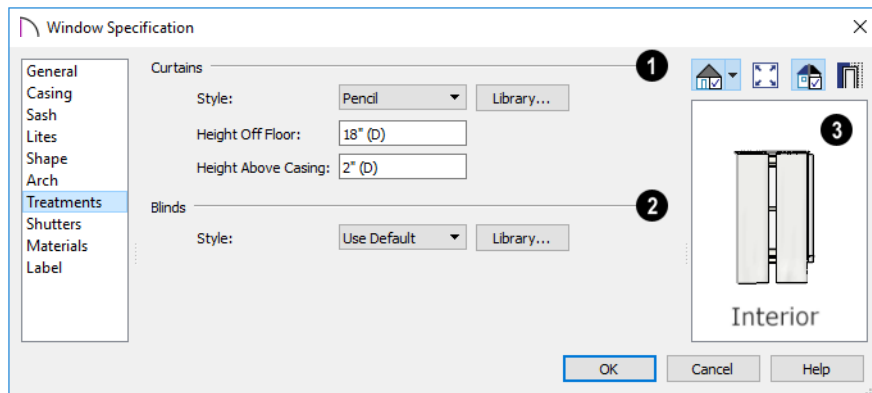 Window Specification
General
Casing
Sash
Lites
Shape
Arch
Treatments
Shutters
Materials
Label
Curtains
1
Style:
Pencil
Library...
Height Off Floor:
18" (D)
Height Above Casing:
2" (D)
Blinds
2
Style:
Use Default
Library...
3
Interior
OK
Cancel
Help